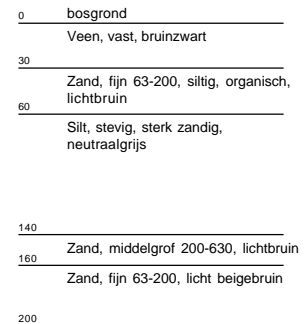 0 bosgrond
Veen, vast, bruinzwart
30
Zand, fijn 63-200, siltig, organisch,
lichtbruin
60
Silt, stevig, sterk zandig,
neutraalgrijs
140
Zand, middelgrof 200-630, lichtbruin
160
Zand, fijn 63-200, licht beigebruin
200